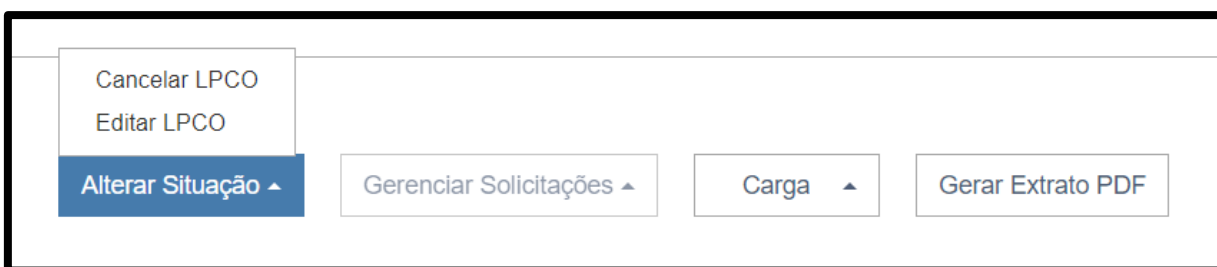 Cancelar LPCO
Editar LPCO
Alterar Situação Gerenciar Solicitações Carga Gerar Extrato PDF